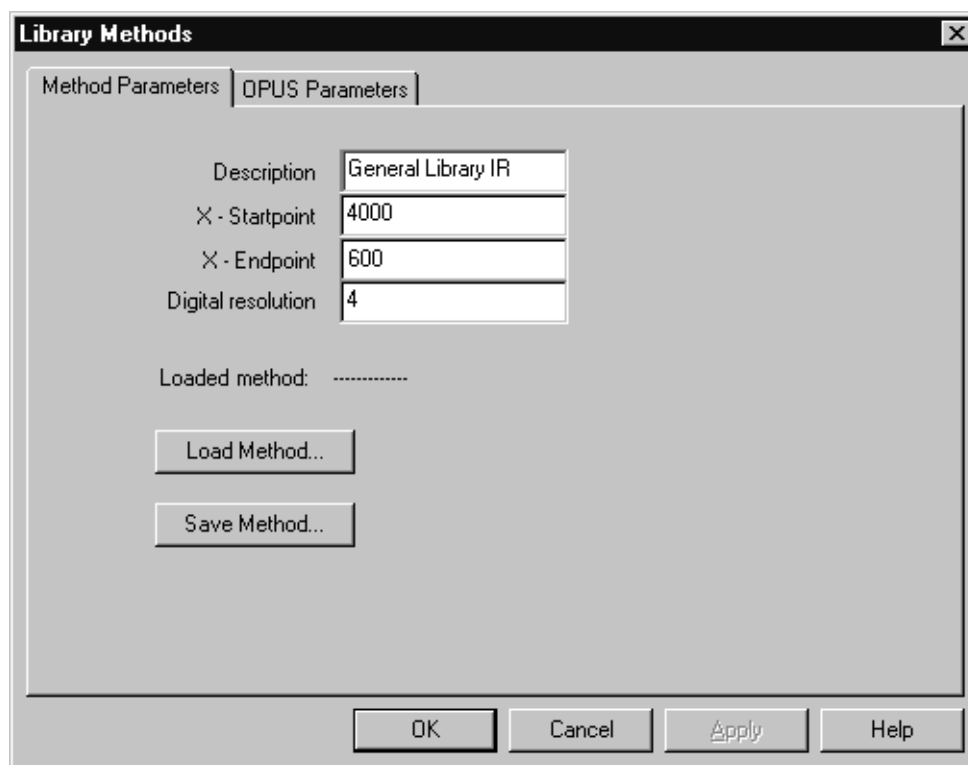 Library Methods
Method Parameters OPUS Parameters
Description General Library IR
X - Startpoint 4000
X - Endpoint 600
Digital resolution 4
Loaded method: -------------
Load Method...
Save Method...
OK Cancel Apply Help